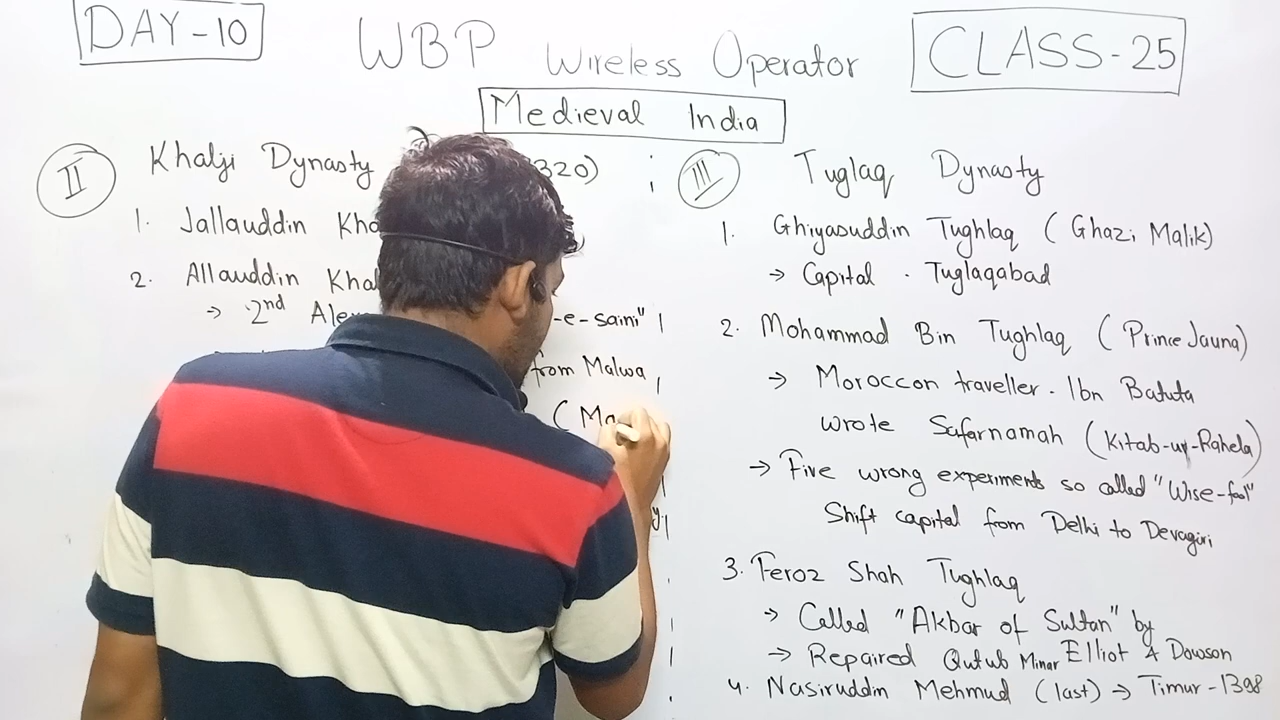 DAY-10
WBP Wireless Operator
CLASS-25
Medieval India
II Khalji Dynasty 320)
1. Jallauddin Kha
2. Allauddin Khal
→ 2nd Alex -e-saini"
from Malwa
(Ma
y
III Tuglaq Dynasty
1. Ghiyasuddin Tughlaq (Ghazi Malik)
→ Capital - Tuglaqabad
2. Mohammad Bin Tughlaq (Prince Jauna)
→ Moroccon traveller. Ibn Batuta
wrote Safarnamah (Kitab-ur-Rahela)
→ Five wrong experiments so called "Wise-fool"
Shift capital from Delhi to Devagiri
3. Feroz Shah Tughlaq
→ Called "Akbar of Sultan" by
Elliot & Dowson
→ Repaired Qutub Minar
4. Nasiruddin Mehmud (last) → Timur-1398